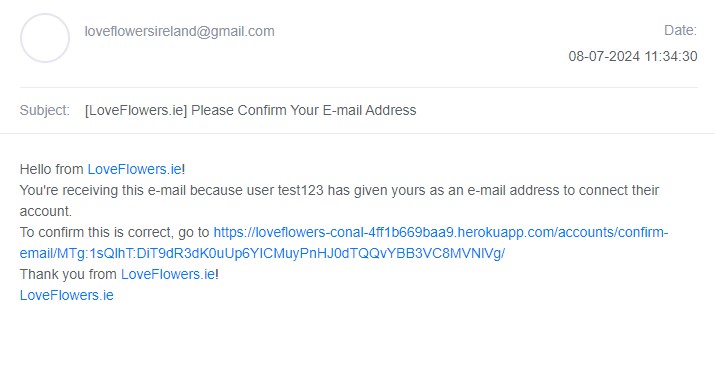 loveflowersireland@gmail.com
Date:
08-07-2024 11:34:30
Subject: [LoveFlowers.ie] Please Confirm Your E-mail Address
Hello from LoveFlowers.ie!
You're receiving this e-mail because user test123 has given yours as an e-mail address to connect their
account.
To confirm this is correct, go to https://loveflowers-conal-4ff1b669baa9.herokuapp.com/accounts/confirm-
email/MTg:1sQlhT:DiT9dR3dK0uUp6YICMuyPnHJ0dTQQvYBB3VC8MVNlVg/
Thank you from LoveFlowers.ie!
LoveFlowers.ie